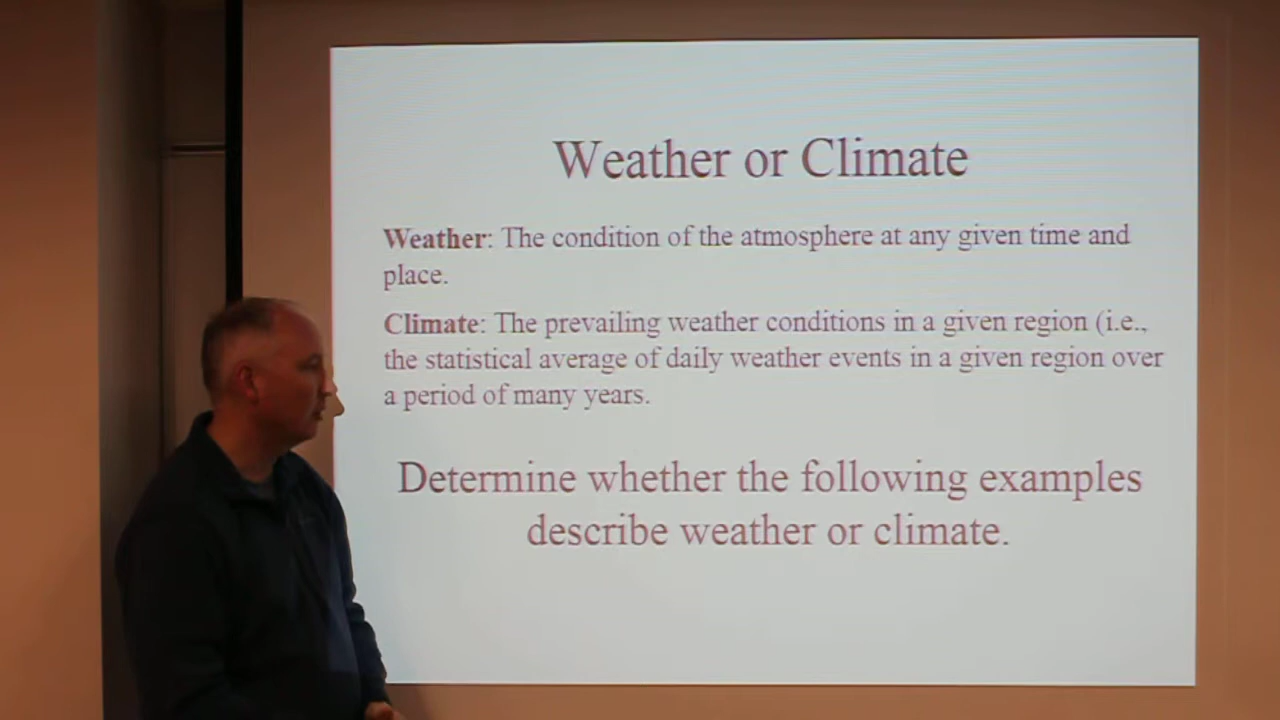 Weather or Climate
Weather: The condition of the atmosphere at any given time and
place.
Climate: The prevailing weather conditions in a given region (i.e.,
the statistical average of daily weather events in a given region over
a period of many years.
Determine whether the following examples
describe weather or climate.